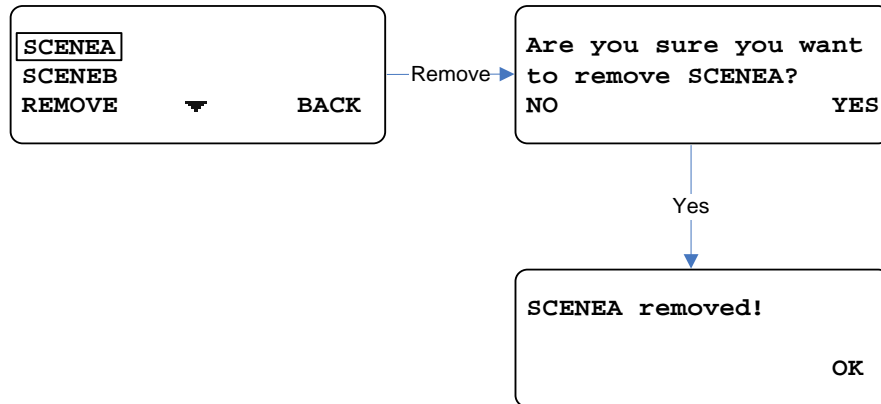 SCENEA
SCENEB
REMOVE BACK
Remove
Are you sure you want
to remove SCENEA?
NO YES
Yes
SCENEA removed!
OK